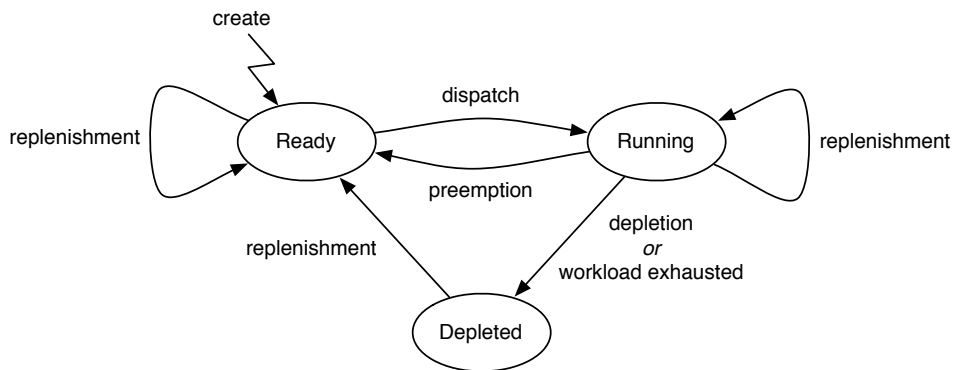 create
dispatch
replenishment
Ready
Running
replenishment
preemption
replenishment
depletion
or
workload exhausted
Depleted